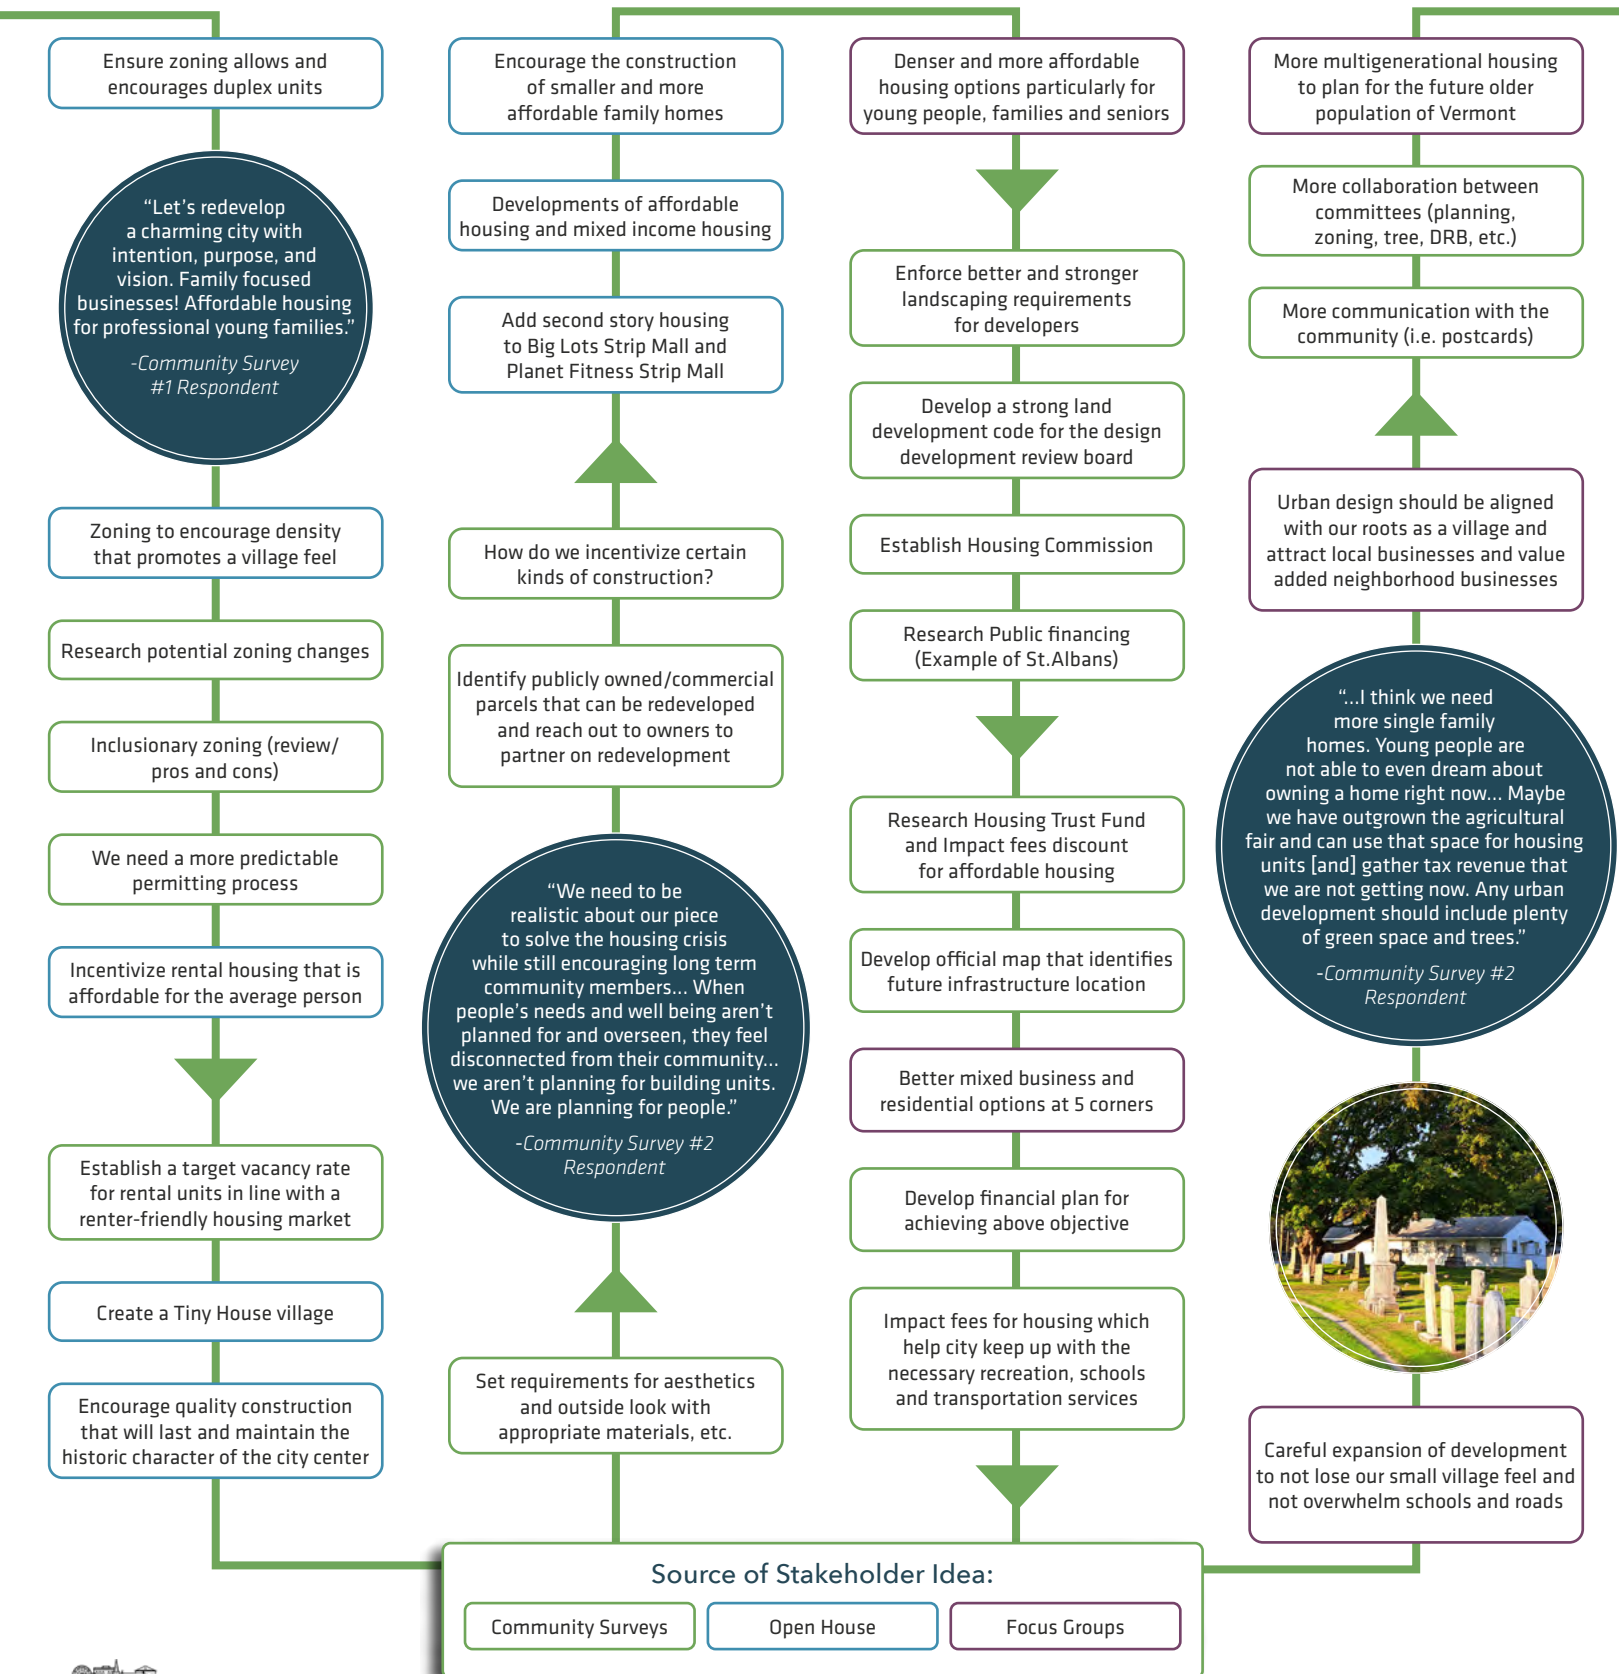 Ensure zoning allows and
encourages duplex units
“Let’s redevelop
a charming city with
intention, purpose, and
vision. Family focused
businesses! Affordable housing
for professional young families.”
-Community Survey
#1 Respondent
Zoning to encourage density
that promotes a village feel
Research potential zoning changes
Inclusionary zoning (review/
pros and cons)
We need a more predictable
permitting process
Incentivize rental housing that is
affordable for the average person
Establish a target vacancy rate
for rental units in line with a
renter-friendly housing market
Create a Tiny House village
Encourage quality construction
that will last and maintain the
historic character of the city center
Encourage the construction
of smaller and more
affordable family homes
Developments of affordable
housing and mixed income housing
Add second story housing
to Big Lots Strip Mall and
Planet Fitness Strip Mall
How do we incentivize certain
kinds of construction?
Identify publicly owned/commercial
parcels that can be redeveloped
and reach out to owners to
partner on redevelopment
“We need to be
realistic about our piece
to solve the housing crisis
while still encouraging long term
community members... When
people’s needs and well being aren’t
planned for and overseen, they feel
disconnected from their community...
we aren’t planning for building units.
We are planning for people.”
-Community Survey #2
Respondent
Set requirements for aesthetics
and outside look with
appropriate materials, etc.
Denser and more affordable
housing options particularly for
young people, families and seniors
Enforce better and stronger
landscaping requirements
for developers
Develop a strong land
development code for the design
development review board
Establish Housing Commission
Research Public financing
(Example of St.Albans)
Research Housing Trust Fund
and Impact fees discount
for affordable housing
Develop official map that identifies
future infrastructure location
Better mixed business and
residential options at 5 corners
Develop financial plan for
achieving above objective
Impact fees for housing which
help city keep up with the
necessary recreation, schools
and transportation services
More multigenerational housing
to plan for the future older
population of Vermont
More collaboration between
committees (planning,
zoning, tree, DRB, etc.)
More communication with the
community (i.e. postcards)
Urban design should be aligned
with our roots as a village and
attract local businesses and value
added neighborhood businesses
“...I think we need
more single family
homes. Young people are
not able to even dream about
owning a home right now... Maybe
we have outgrown the agricultural
fair and can use that space for housing
units [and] gather tax revenue that
we are not getting now. Any urban
development should include plenty
of green space and trees.”
-Community Survey #2
Respondent
Careful expansion of development
to not lose our small village feel and
not overwhelm schools and roads
Source of Stakeholder Idea:
Community Surveys
Open House
Focus Groups